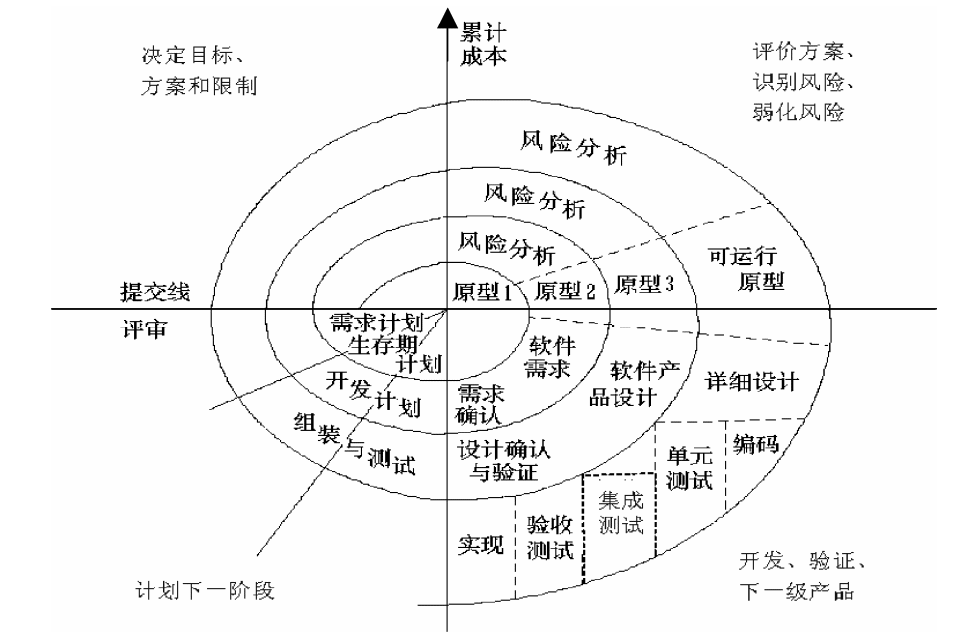 累计
成本
决定目标、
方案和限制
评价方案、
识别风险、
弱化风险
风险分析
风险分析
风险分析
可运行
原型
原型1
原型2
原型3
提交线
评审
需求计划
生存期
计划
软件
需求
软件产
品设计
详细设计
开发计划
需求
确认
组装与测试
设计确认
与验证
单元
测试
编码
集成
测试
验收
测试
实现
计划下一阶段
开发、验证、
下一级产品